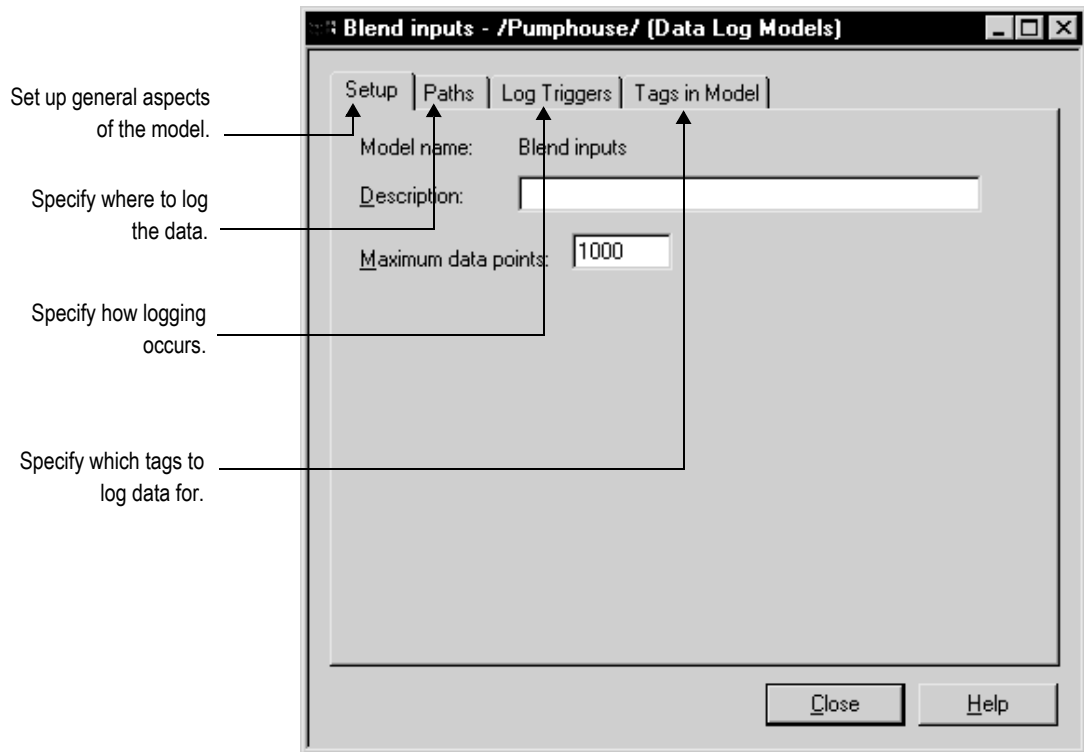 Blend inputs - /Pumphouse/ (Data Log Models)
Set up general aspects
of the model.
Setup
Paths
Log Triggers
Tags in Model
Model name: Blend inputs
Specify where to log
the data.
Description:
Maximum data points: 1000
Specify how logging
occurs.
Specify which tags to
log data for.
Close
Help